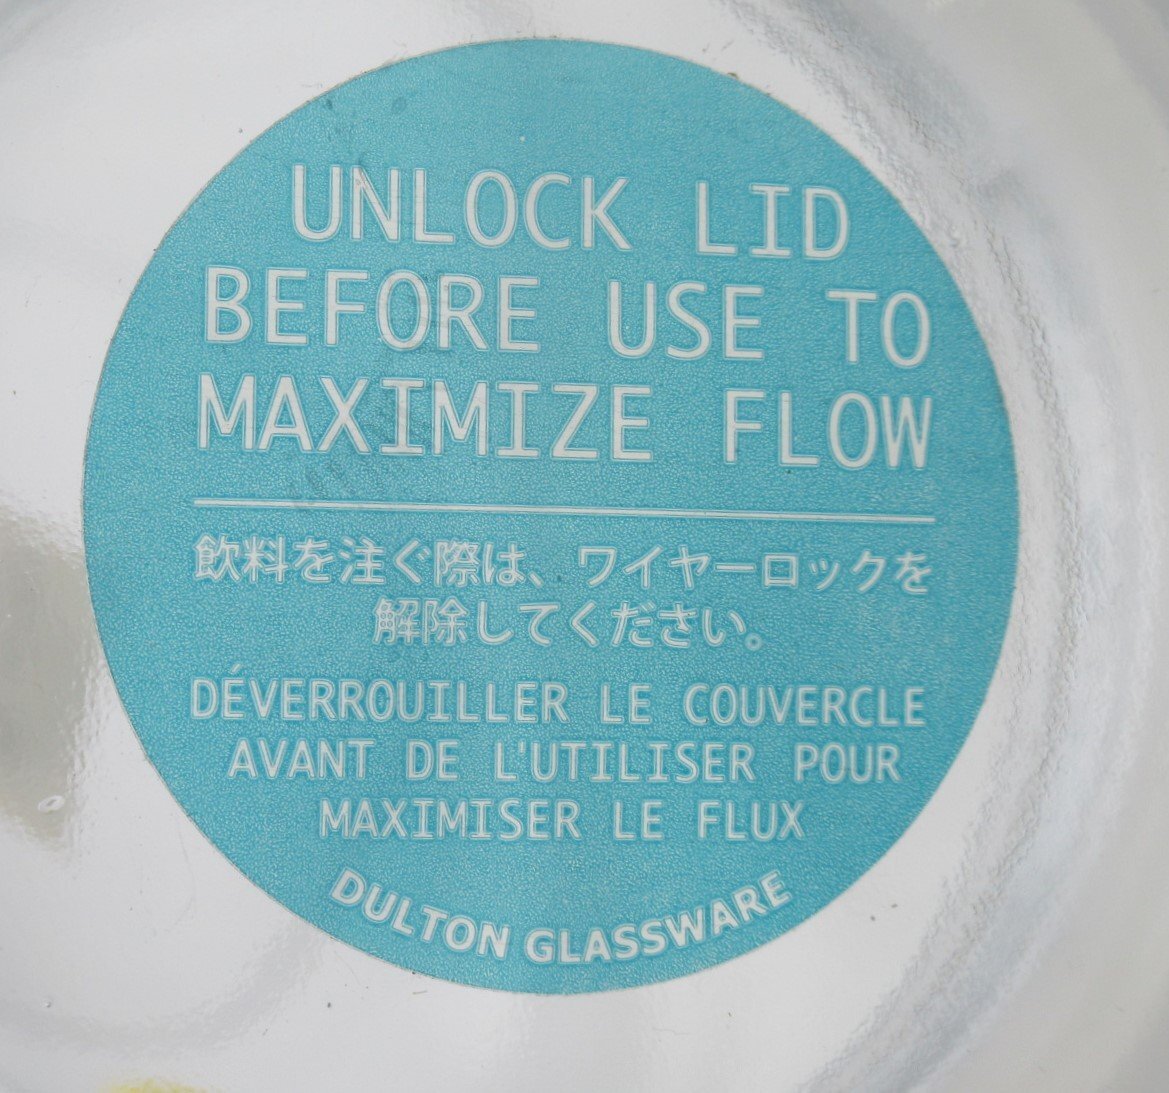 UNLOCK LID
BEFORE USE TO
MAXIMIZE FLOW
飲料を注ぐ際は、ワイヤーロックを
解除してください。
DÉVERROUILLER LE COUVERCLE
AVANT DE L'UTILISER POUR
MAXIMISER LE FLUX
DULTON GLASSWARE